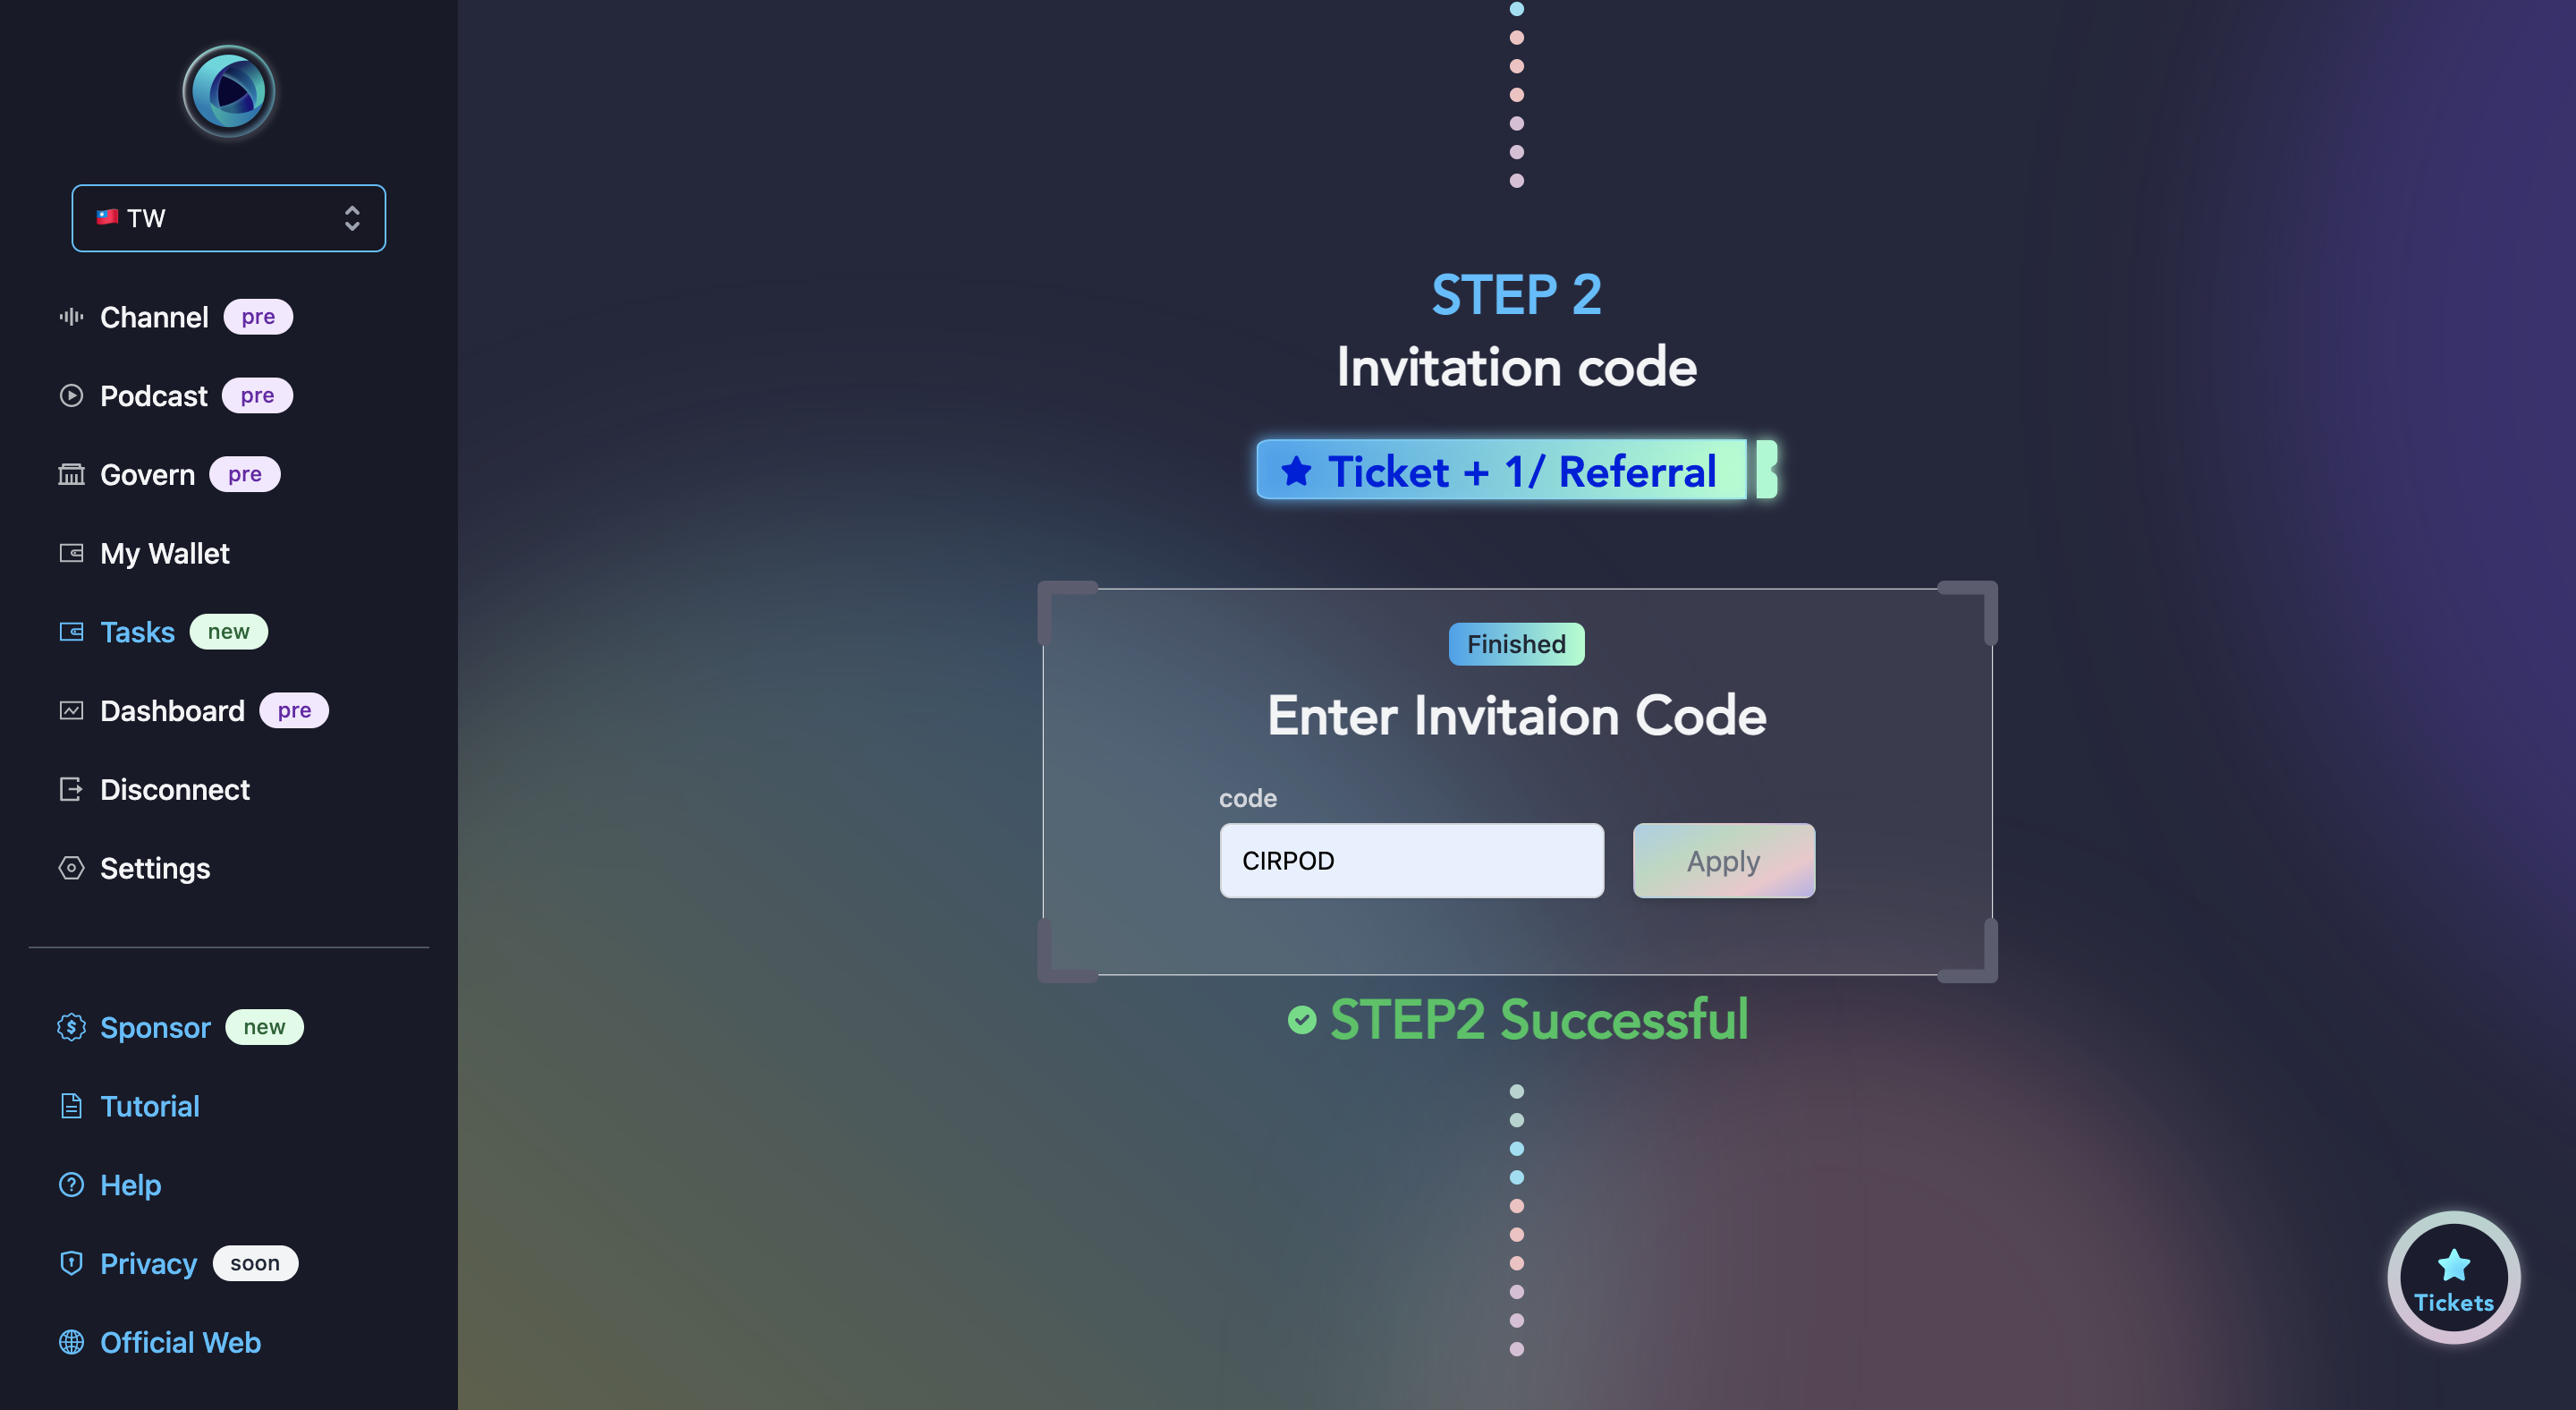 TW
Channel pre
Podcast pre
Govern pre
My Wallet
Tasks new
Dashboard pre
Disconnect
Settings
Sponsor new
Tutorial
Help
Privacy soon
Official Web
STEP 2
Invitation code
Ticket + 1/ Referral
Finished
Enter Invitaion Code
code
CIRPOD
Apply
STEP2 Successful
Tickets